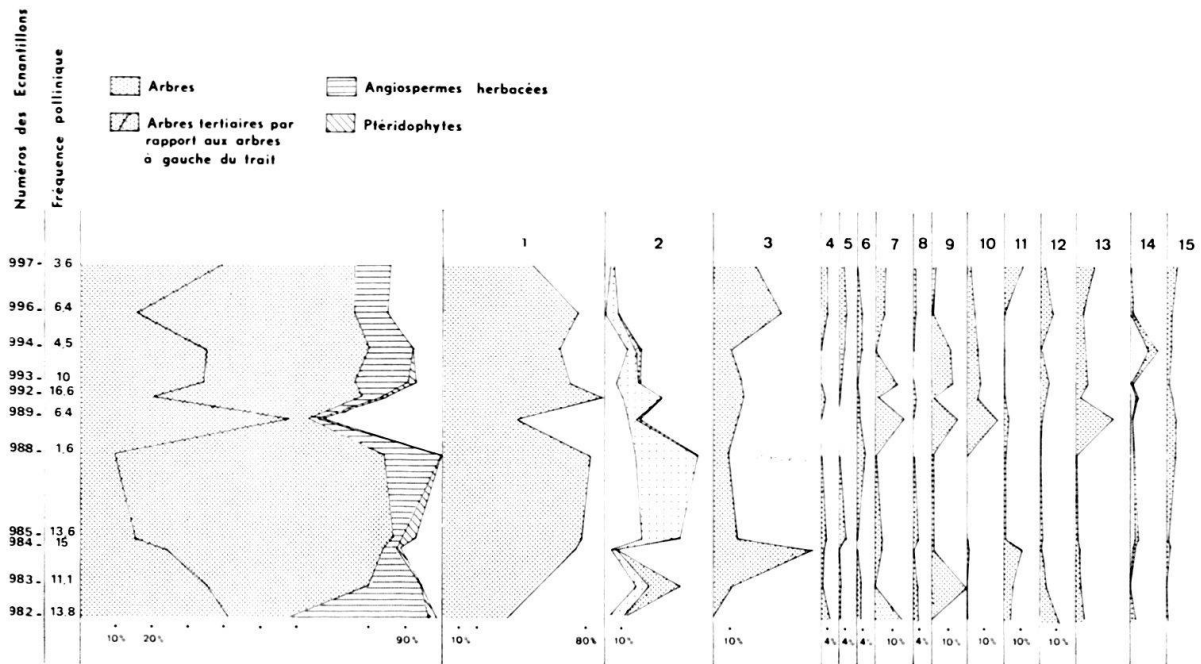 Numéros des Ecnantillons
Fréquence pollinique
Arbres
Angiospermes herbacées
Arbres tertiaires par
rapport aux arbres
à gauche du trait
Ptéridophytes
1 2 3 4 5 6 7 8 9 10 11 12 13 14 15
997 - 3.6
996 - 6.4
994 - 4.5
993 - 10
992 - 16.6
989 - 6.4
988 - 1.6
985 - 13.6
984 - 15
983 - 11,1
982 - 13.8
10% 20% 90% 10% 80% 10% 10% 4% 4% 4% 10% 4% 10% 10% 10% 10% 10% 10% 10%